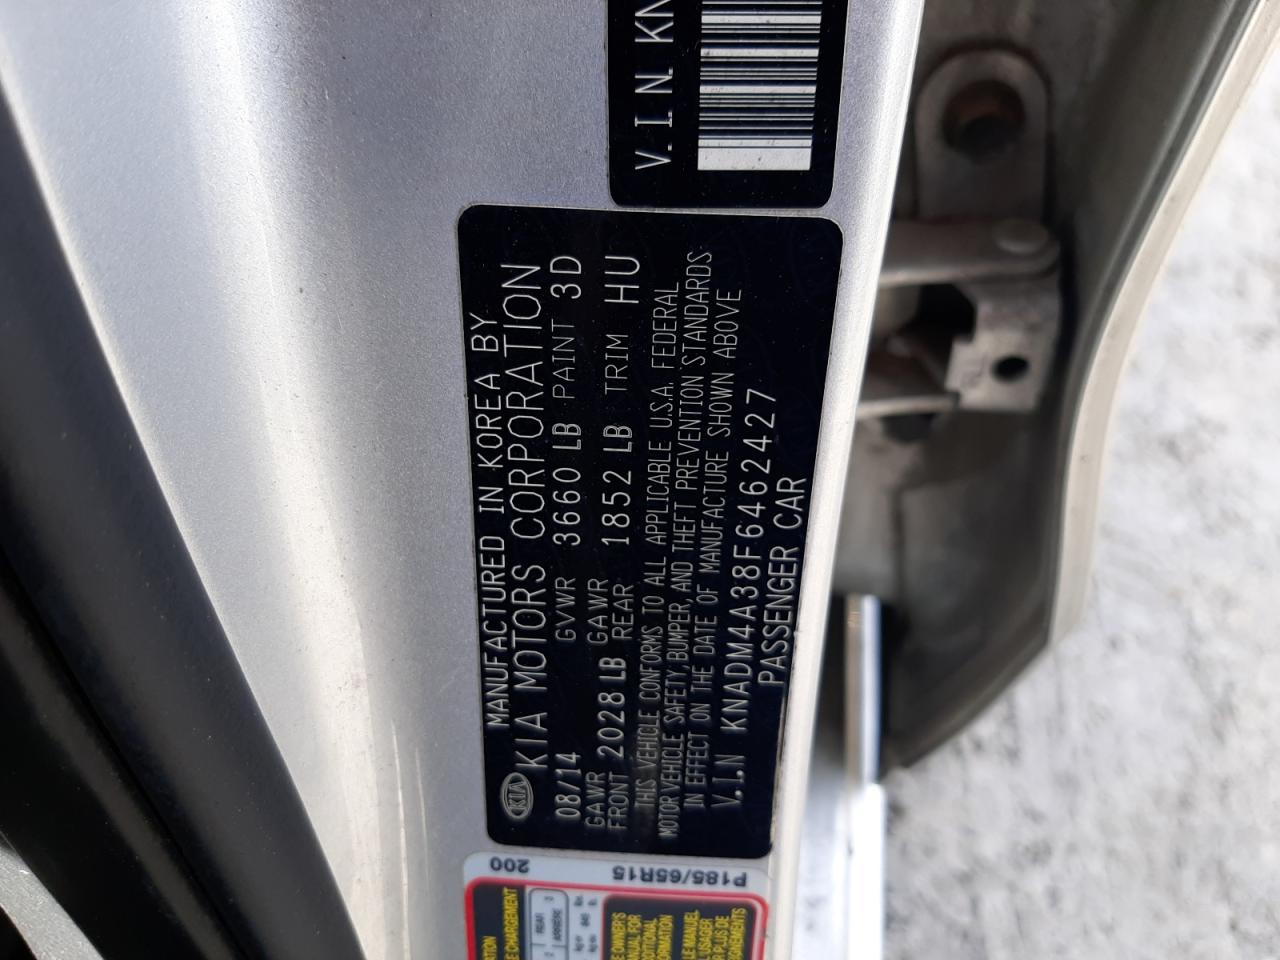 V.I.N. KN
MANUFACTURED IN KOREA BY
KIA KIA MOTORS CORPORATION
08/14 GVWR 3660 LB PAINT 3D
GAWR FRONT 2028 LB GAWR REAR 1852 LB TRIM HU
THIS VEHICLE CONFORMS TO ALL APPLICABLE U.S.A. FEDERAL
MOTOR VEHICLE SAFETY, BUMPER, AND THEFT PREVENTION STANDARDS
IN EFFECT ON THE DATE OF MANUFACTURE SHOWN ABOVE
V.I.N KNADM4A38F6462427
PASSENGER CAR
200 P185/65R15